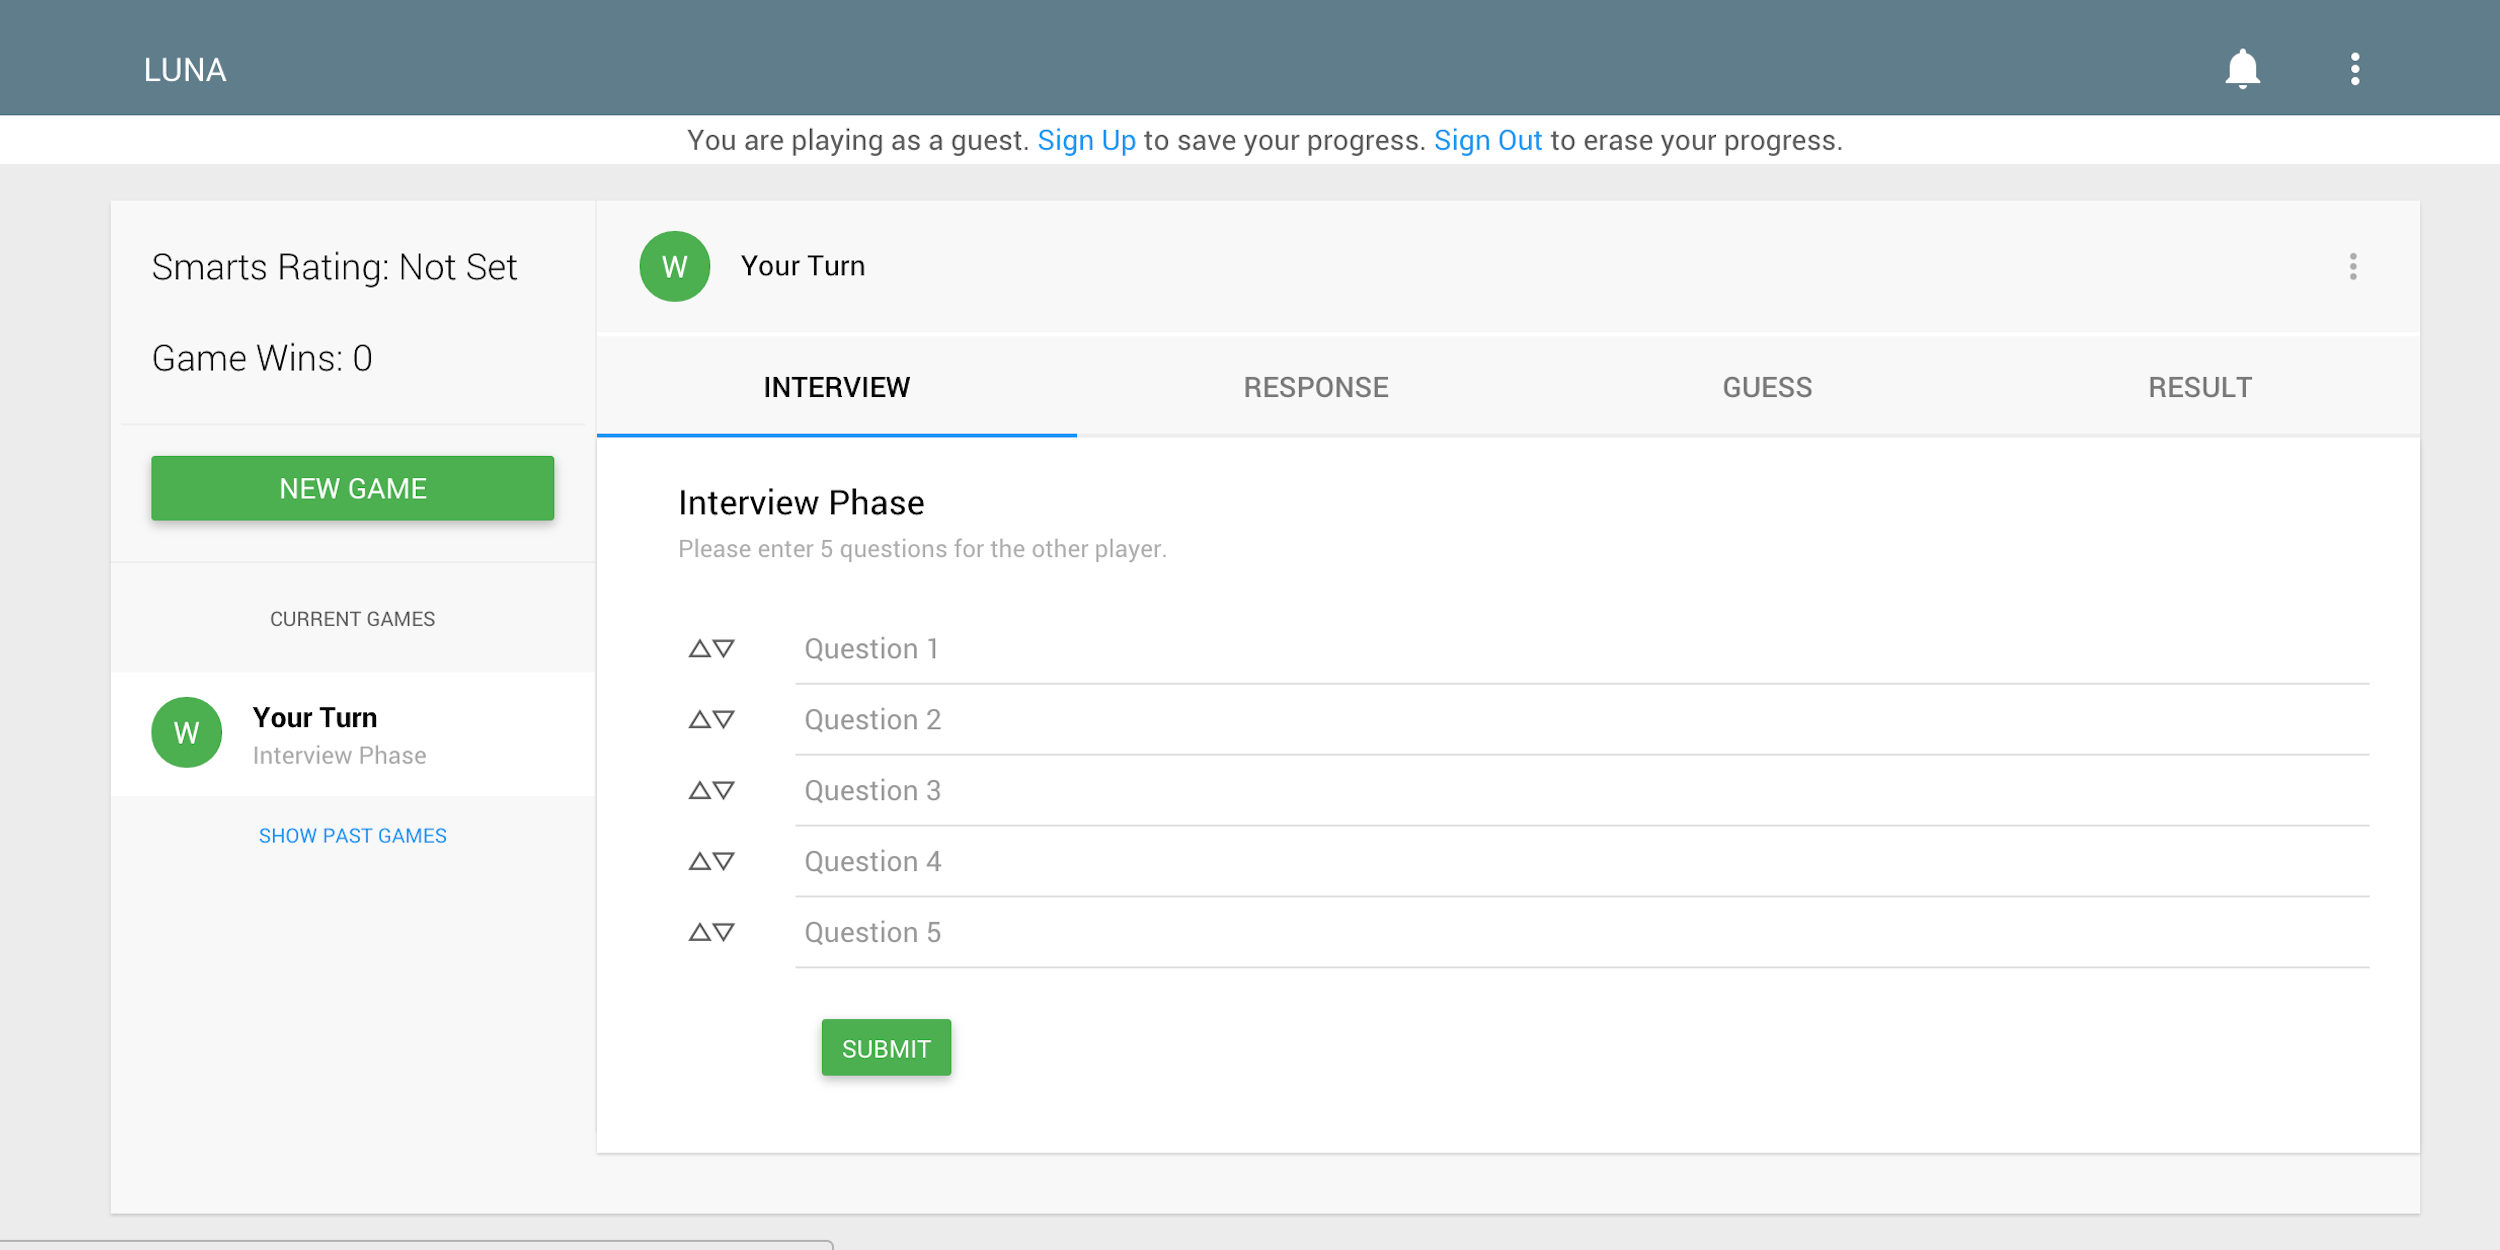 LUNA
You are playing as a guest. Sign Up to save your progress. Sign Out to erase your progress.
Smarts Rating: Not Set
Game Wins: 0
NEW GAME
CURRENT GAMES
W
Your Turn
Interview Phase
SHOW PAST GAMES
W
Your Turn
INTERVIEW
RESPONSE
GUESS
RESULT
Interview Phase
Please enter 5 questions for the other player.
Question 1
Question 2
Question 3
Question 4
Question 5
SUBMIT